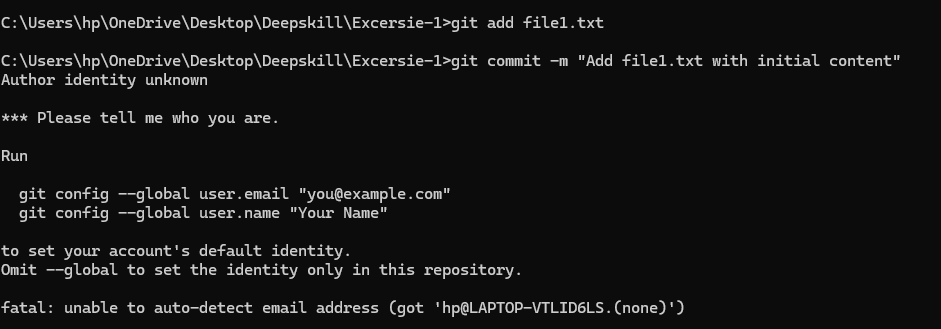 C:\Users\hp\OneDrive\Desktop\Deepskill\Excersie-1>git add file1.txt
C:\Users\hp\OneDrive\Desktop\Deepskill\Excersie-1>git commit -m "Add file1.txt with initial content"
Author identity unknown
*** Please tell me who you are.
Run
  git config --global user.email "you@example.com"
  git config --global user.name "Your Name"
to set your account's default identity.
Omit --global to set the identity only in this repository.
fatal: unable to auto-detect email address (got 'hp@LAPTOP-VTLID6LS.(none)')